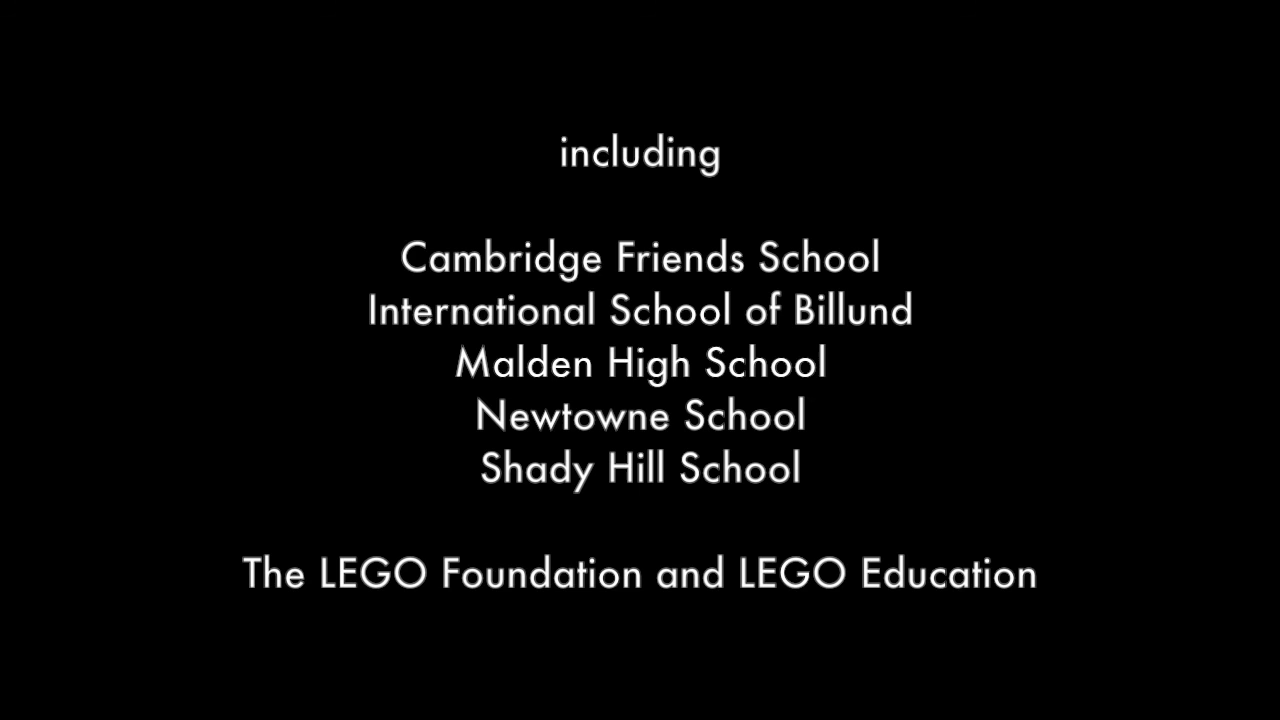 including
Cambridge Friends School
International School of Billund
Malden High School
Newtowne School
Shady Hill School
The LEGO Foundation and LEGO Education